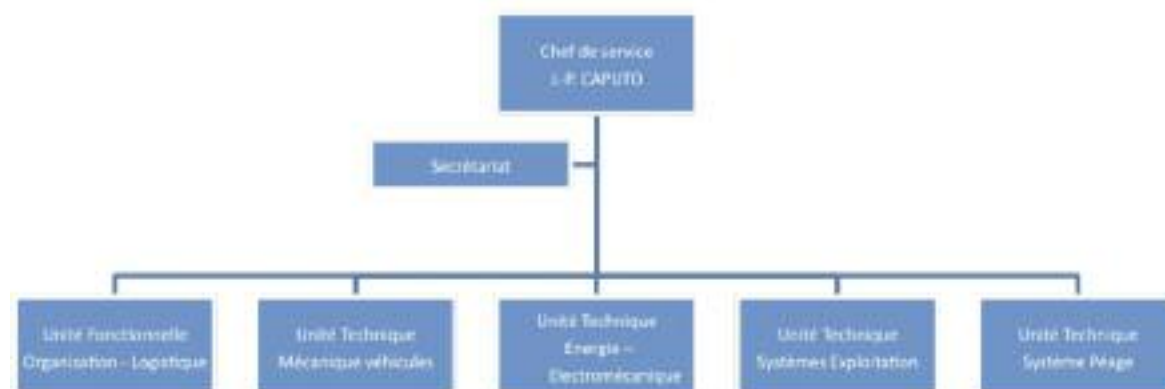 Chef de service
J.-P. CAPUTO
Secrétariat
Unité Fonctionnelle
Organisation - Logistique
Unité Technique
Mécanique véhicules
Unité Technique
Energie –
Electromécanique
Unité Technique
Systèmes Exploitation
Unité Technique
Système Péage